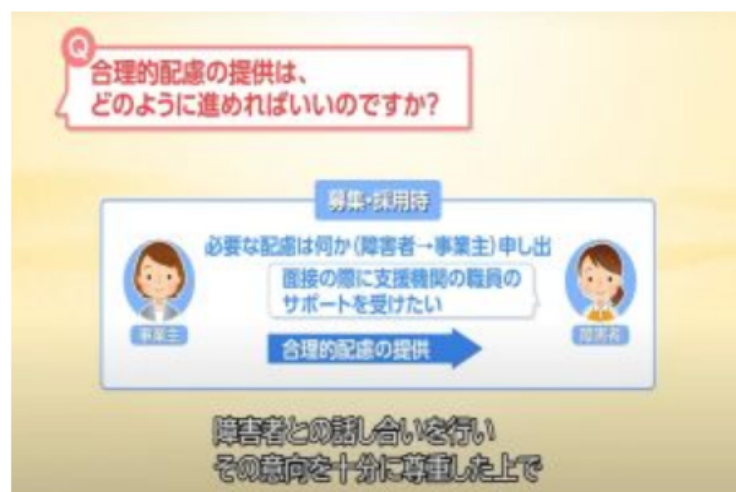 Q
合理的配慮の提供は、
どのように進めればいいのですか?
募集・採用時
必要な配慮は何か(障害者→事業主)申し出
面接の際に支援機関の職員の
サポートを受けたい
事業主
障害者
合理的配慮の提供
障害者との話し合いを行い
その意向を十分に尊重した上で